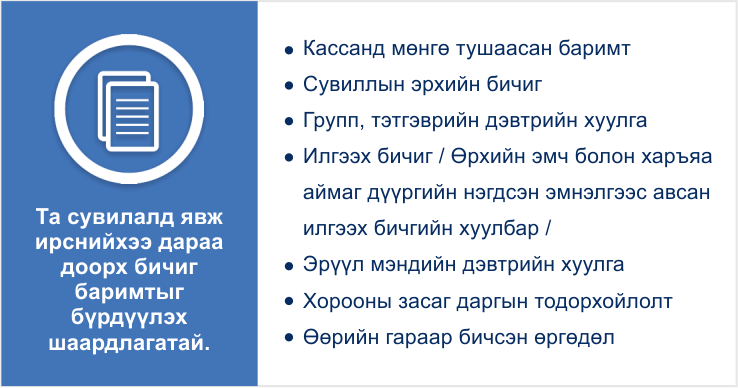 Та сувилалд явж
ирснийхээ дараа
доорх бичиг
баримтыг
бүрдүүлэх
шаардлагатай.
• Кассанд мөнгө тушаасан баримт
• Сувиллын эрхийн бичиг
• Групп, тэтгэврийн дэвтрийн хуулга
• Илгээх бичиг / Өрхийн эмч болон харъяа
аймаг дүүргийн нэгдсэн эмнэлгээс авсан
илгээх бичгийн хуулбар /
• Эрүүл мэндийн дэвтрийн хуулга
• Хорооны засаг даргын тодорхойлолт
• Өөрийн гараар бичсэн өргөдөл